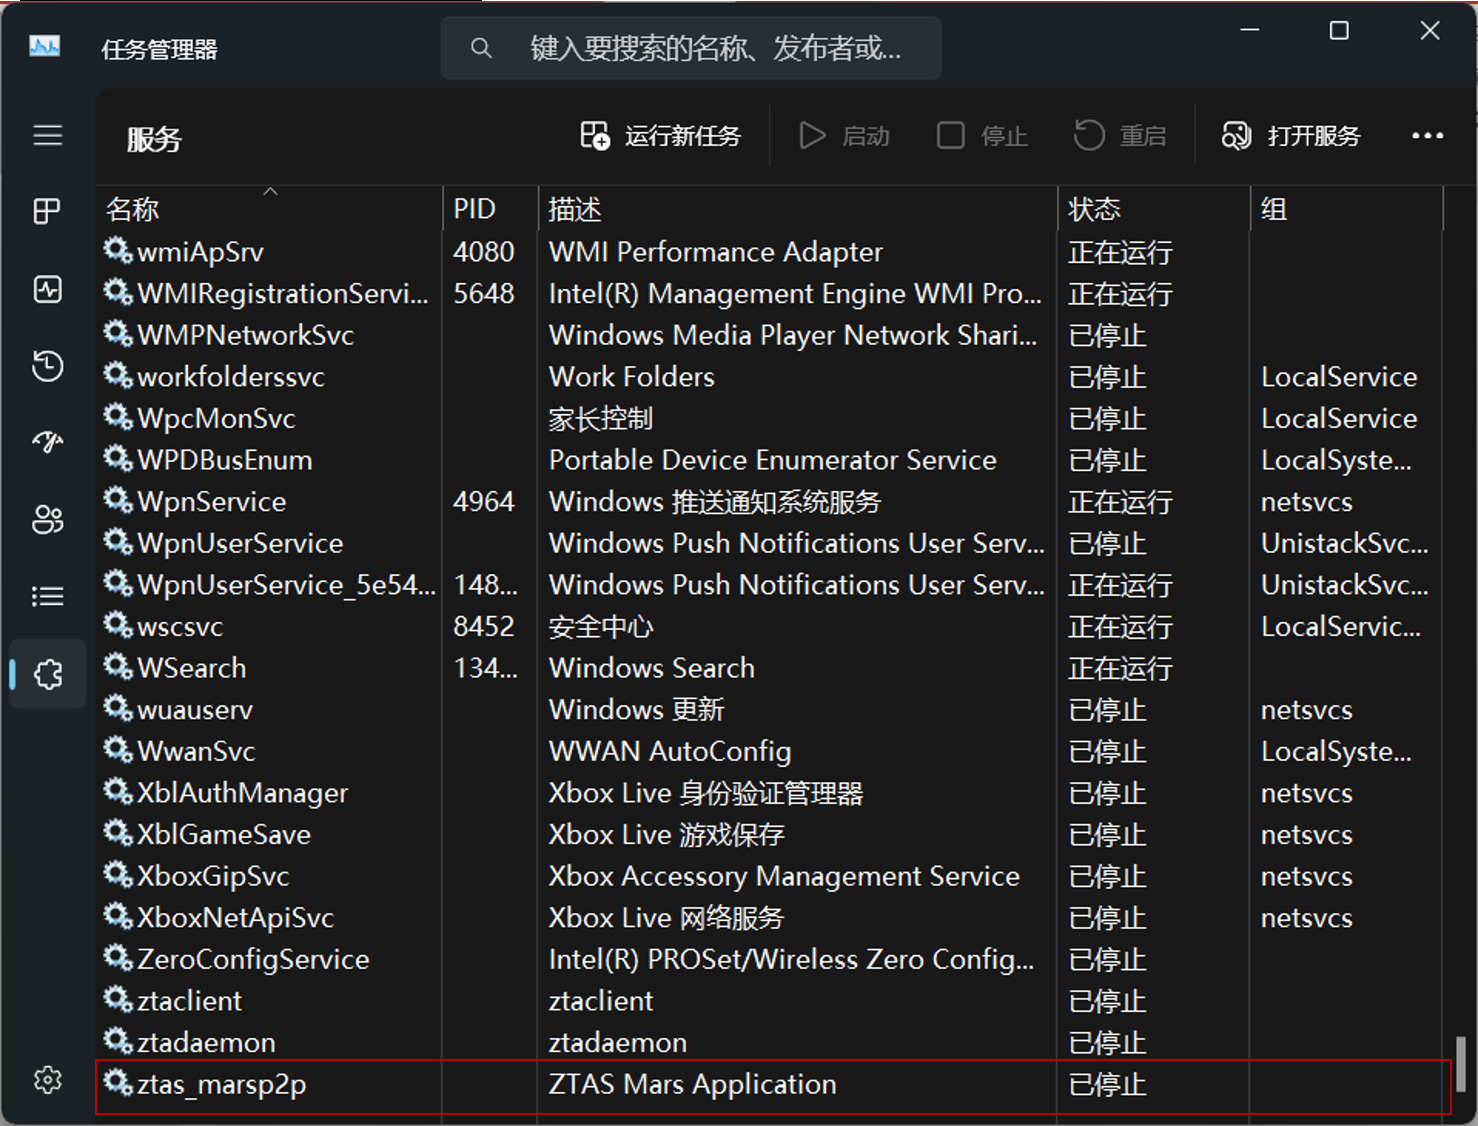 任务管理器
键入要搜索的名称、发布者或...
服务 运行新任务 启动 停止 重启 打开服务
名称 PID 描述 状态 组
wmiApSrv 4080 WMI Performance Adapter 正在运行
WMIRegistrationServi... 5648 Intel(R) Management Engine WMI Pro... 正在运行
WMPNetworkSvc Windows Media Player Network Shari... 已停止
workfolderssvc Work Folders 已停止 LocalService
WpcMonSvc 家长控制 已停止 LocalService
WPDBusEnum Portable Device Enumerator Service 已停止 LocalSyste...
WpnService 4964 Windows 推送通知系统服务 正在运行 netsvcs
WpnUserService Windows Push Notifications User Serv... 已停止 UnistackSvc...
WpnUserService_5e54... 148... Windows Push Notifications User Serv... 正在运行 UnistackSvc...
wscsvc 8452 安全中心 正在运行 LocalServic...
WSearch 134... Windows Search 正在运行
wuauserv Windows 更新 已停止 netsvcs
WwanSvc WWAN AutoConfig 已停止 LocalSyste...
XblAuthManager Xbox Live 身份验证管理器 已停止 netsvcs
XblGameSave Xbox Live 游戏保存 已停止 netsvcs
XboxGipSvc Xbox Accessory Management Service 已停止 netsvcs
XboxNetApiSvc Xbox Live 网络服务 已停止 netsvcs
ZeroConfigService Intel(R) PROSet/Wireless Zero Config... 已停止
ztaclient ztaclient 已停止
ztadaemon ztadaemon 已停止
ztas_marsp2p ZTAS Mars Application 已停止